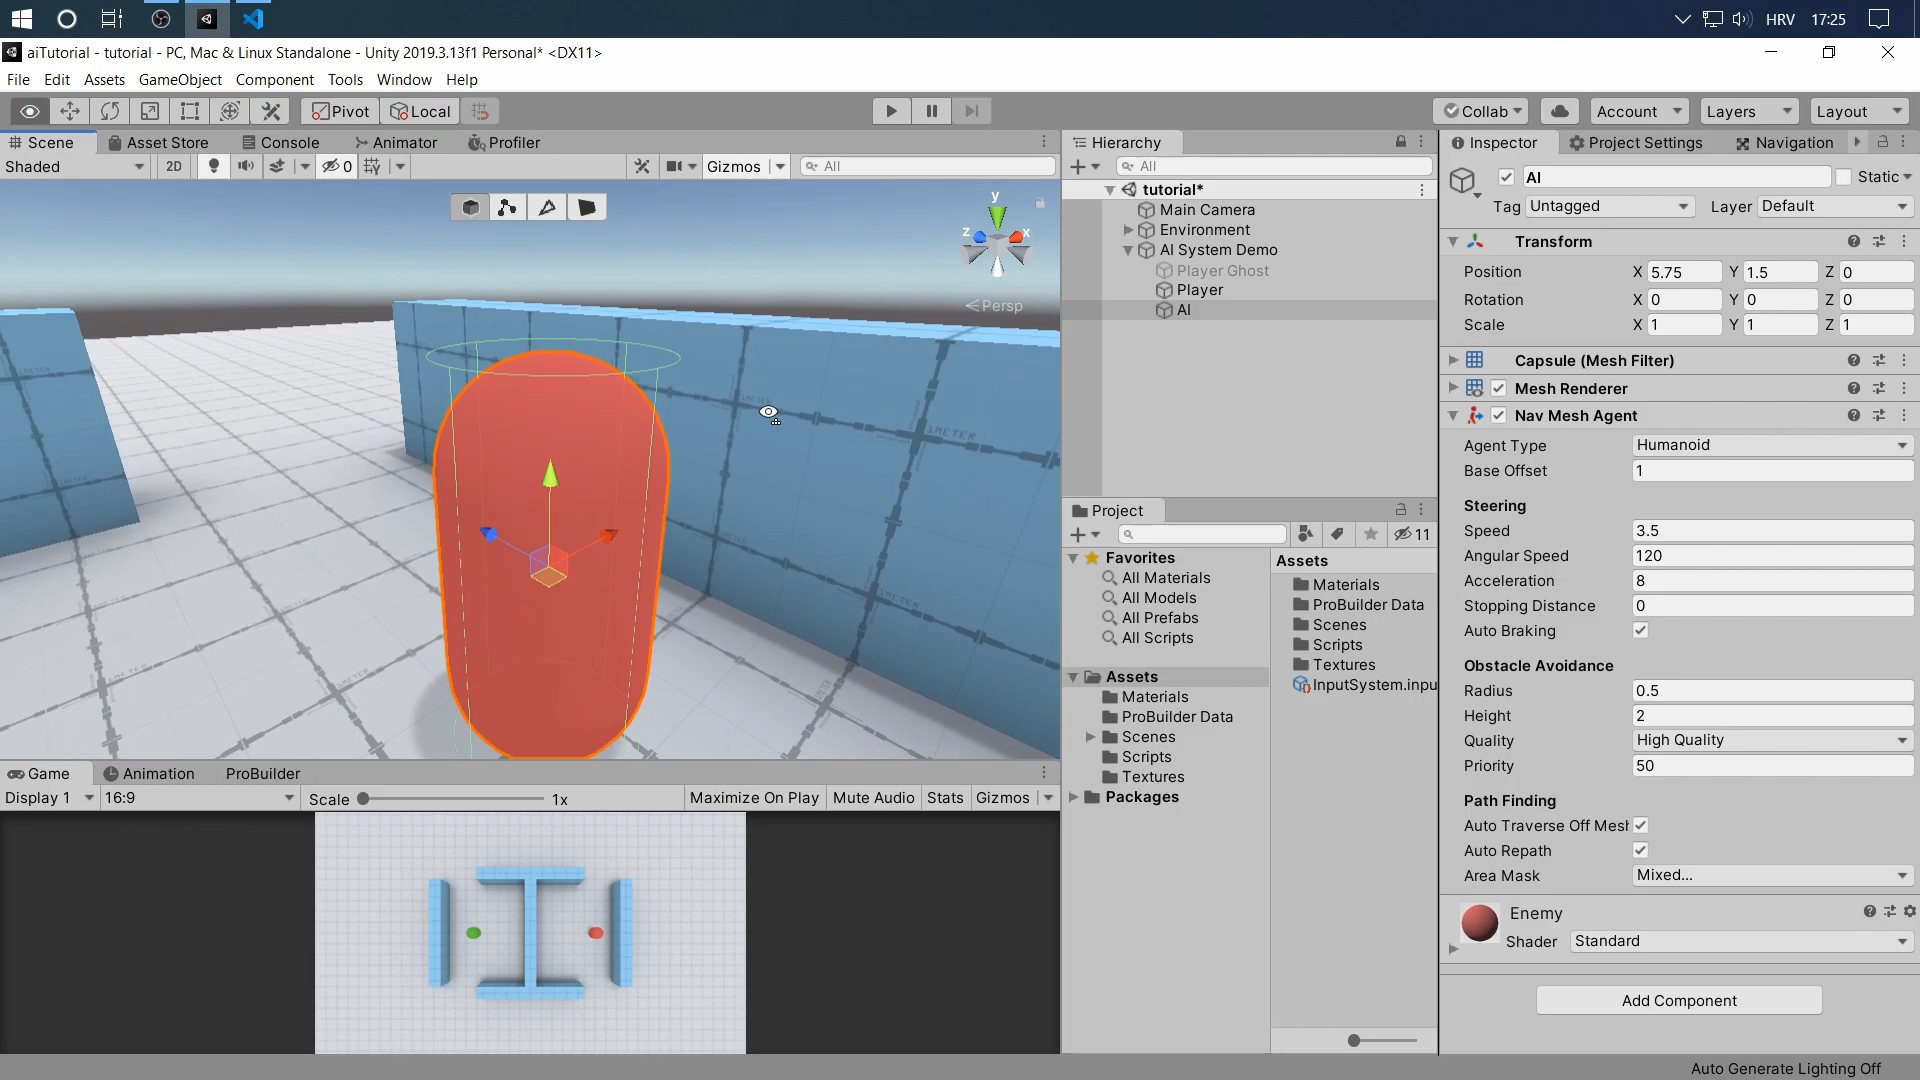 HRV 17:25
aiTutorial - tutorial - PC, Mac & Linux Standalone - Unity 2019.3.13f1 Personal* <DX11>
File Edit Assets GameObject Component Tools Window Help
Pivot Local Collab Account Layers Layout
Scene Asset Store Console Animator Profiler
Shaded 2D 0 Gizmos All
y
z x
Persp
METER
METER
Game Animation ProBuilder
Display 1 16:9 Scale 1x Maximize On Play Mute Audio Stats Gizmos
Hierarchy
All
tutorial*
Main Camera
Environment
AI System Demo
Player Ghost
Player
AI
Project
11
Favorites
All Materials
All Models
All Prefabs
All Scripts
Assets
Materials
ProBuilder Data
Scenes
Scripts
Textures
Packages
Assets
Materials
ProBuilder Data
Scenes
Scripts
Textures
InputSystem.inpu
Inspector Project Settings Navigation
AI Static
Tag Untagged Layer Default
Transform
Position X 5.75 Y 1.5 Z 0
Rotation X 0 Y 0 Z 0
Scale X 1 Y 1 Z 1
Capsule (Mesh Filter)
Mesh Renderer
Nav Mesh Agent
Agent Type Humanoid
Base Offset 1
Steering
Speed 3.5
Angular Speed 120
Acceleration 8
Stopping Distance 0
Auto Braking
Obstacle Avoidance
Radius 0.5
Height 2
Quality High Quality
Priority 50
Path Finding
Auto Traverse Off Mesh
Auto Repath
Area Mask Mixed...
Enemy
Shader Standard
Add Component
Auto Generate Lighting Off